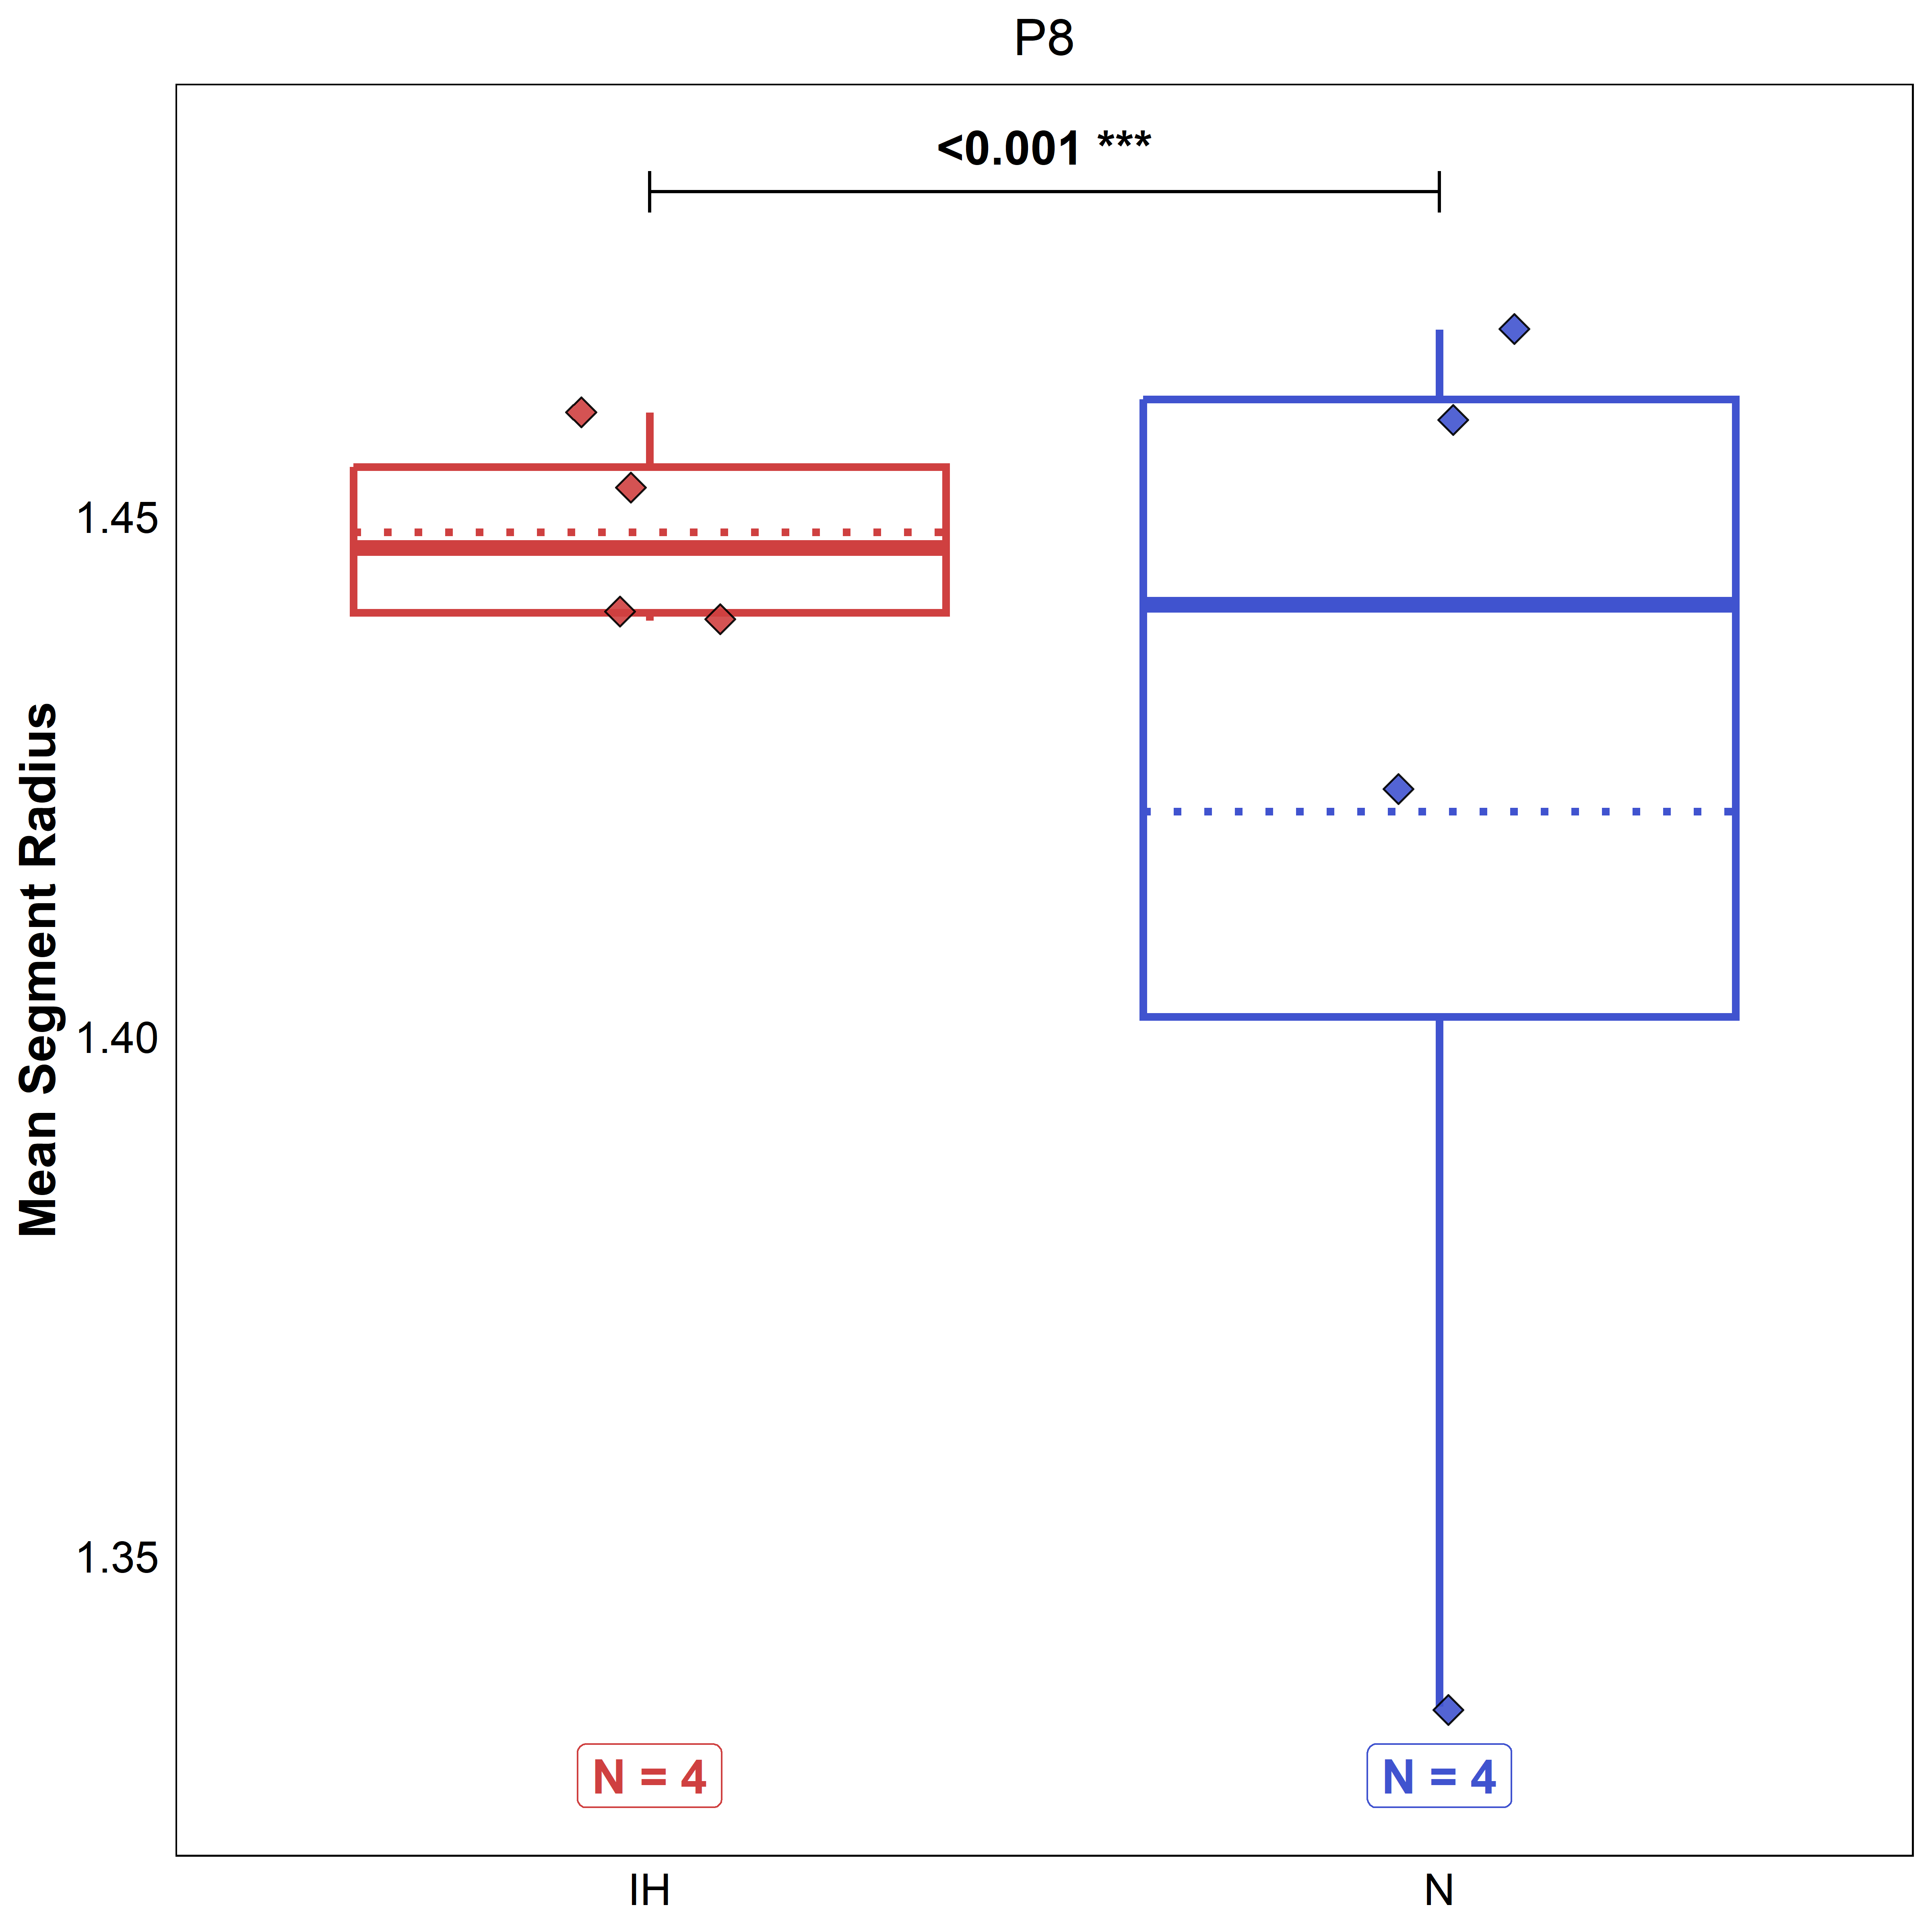 P8
<0.001 ***
1.45
1.40
1.35
Mean Segment Radius
N = 4
N = 4
IH
N